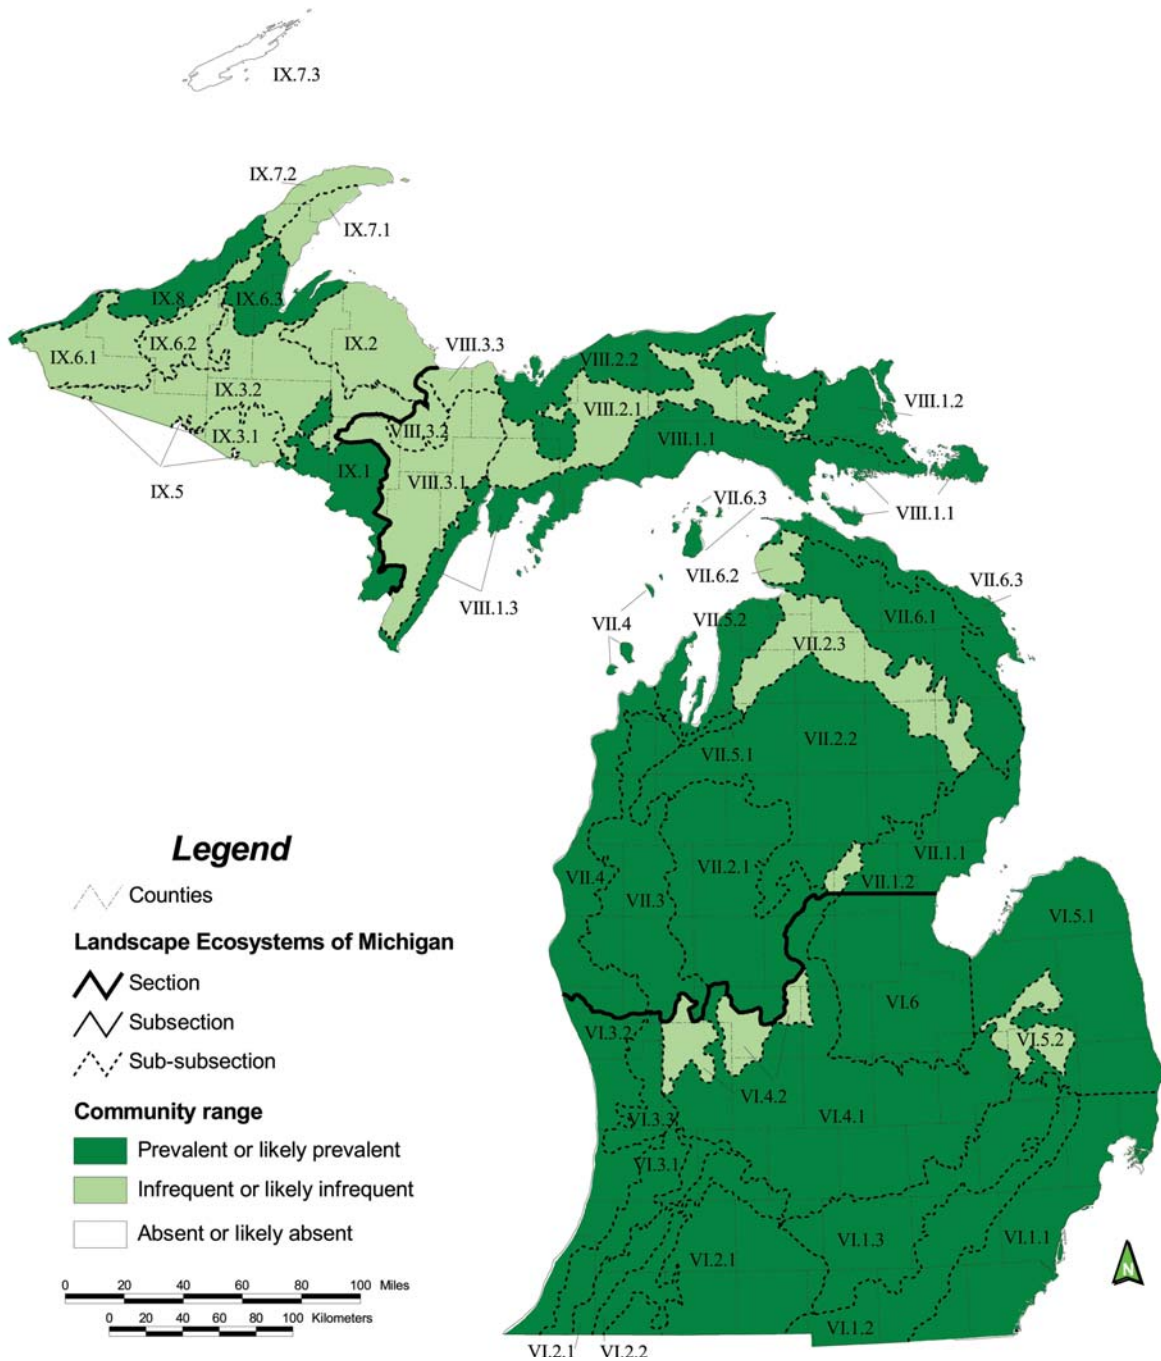 IX.7.3
IX.7.2
IX.7.1
IX.8
IX.6.3
IX.6.1
IX.6.2
IX.2
VIII.3.3
VIII.2.2
IX.3.2
VIII.2.1
VIII.1.2
IX.3.1
VIII.3.2
VIII.1.1
IX.1
VIII.3.1
IX.5
VII.6.3
VIII.1.1
VII.6.2
VII.6.3
VIII.1.3
VII.4
VII.5.2
VII.6.1
VII.2.3
VII.5.1
VII.2.2
Legend
Counties
Landscape Ecosystems of Michigan
Section
Subsection
Sub-subsection
Community range
Prevalent or likely prevalent
Infrequent or likely infrequent
Absent or likely absent
0 20 40 60 80 100 Miles
0 20 40 60 80 100 Kilometers
VII.1.1
VII.2.1
VII.4
VII.3
VII.1.2
VI.5.1
VI.6
VI.3.2
VI.5.2
VI.4.2
VI.3.3
VI.4.1
VI.3.1
VI.1.3
VI.1.1
VI.2.1
VI.1.2
VI.2.1
VI.2.2
N